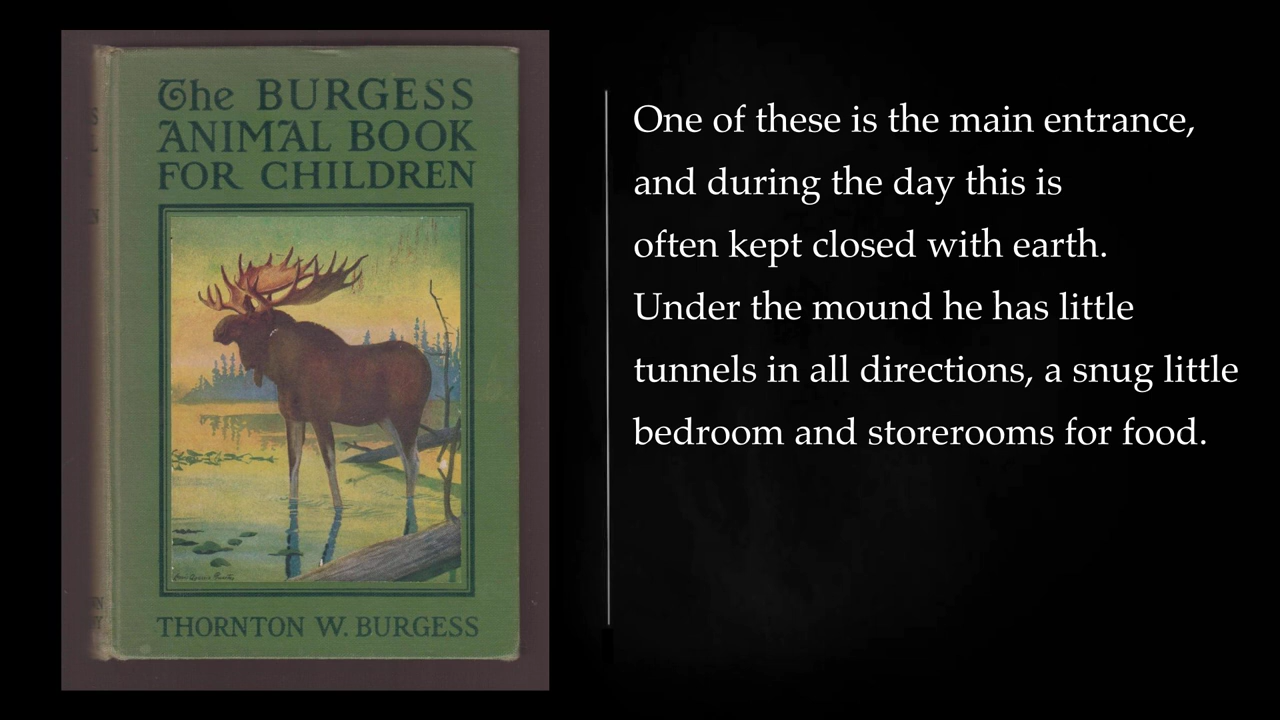 The BURGESS
ANIMAL BOOK
FOR CHILDREN
THORNTON W. BURGESS
One of these is the main entrance,
and during the day this is
often kept closed with earth.
Under the mound he has little
tunnels in all directions, a snug little
bedroom and storerooms for food.